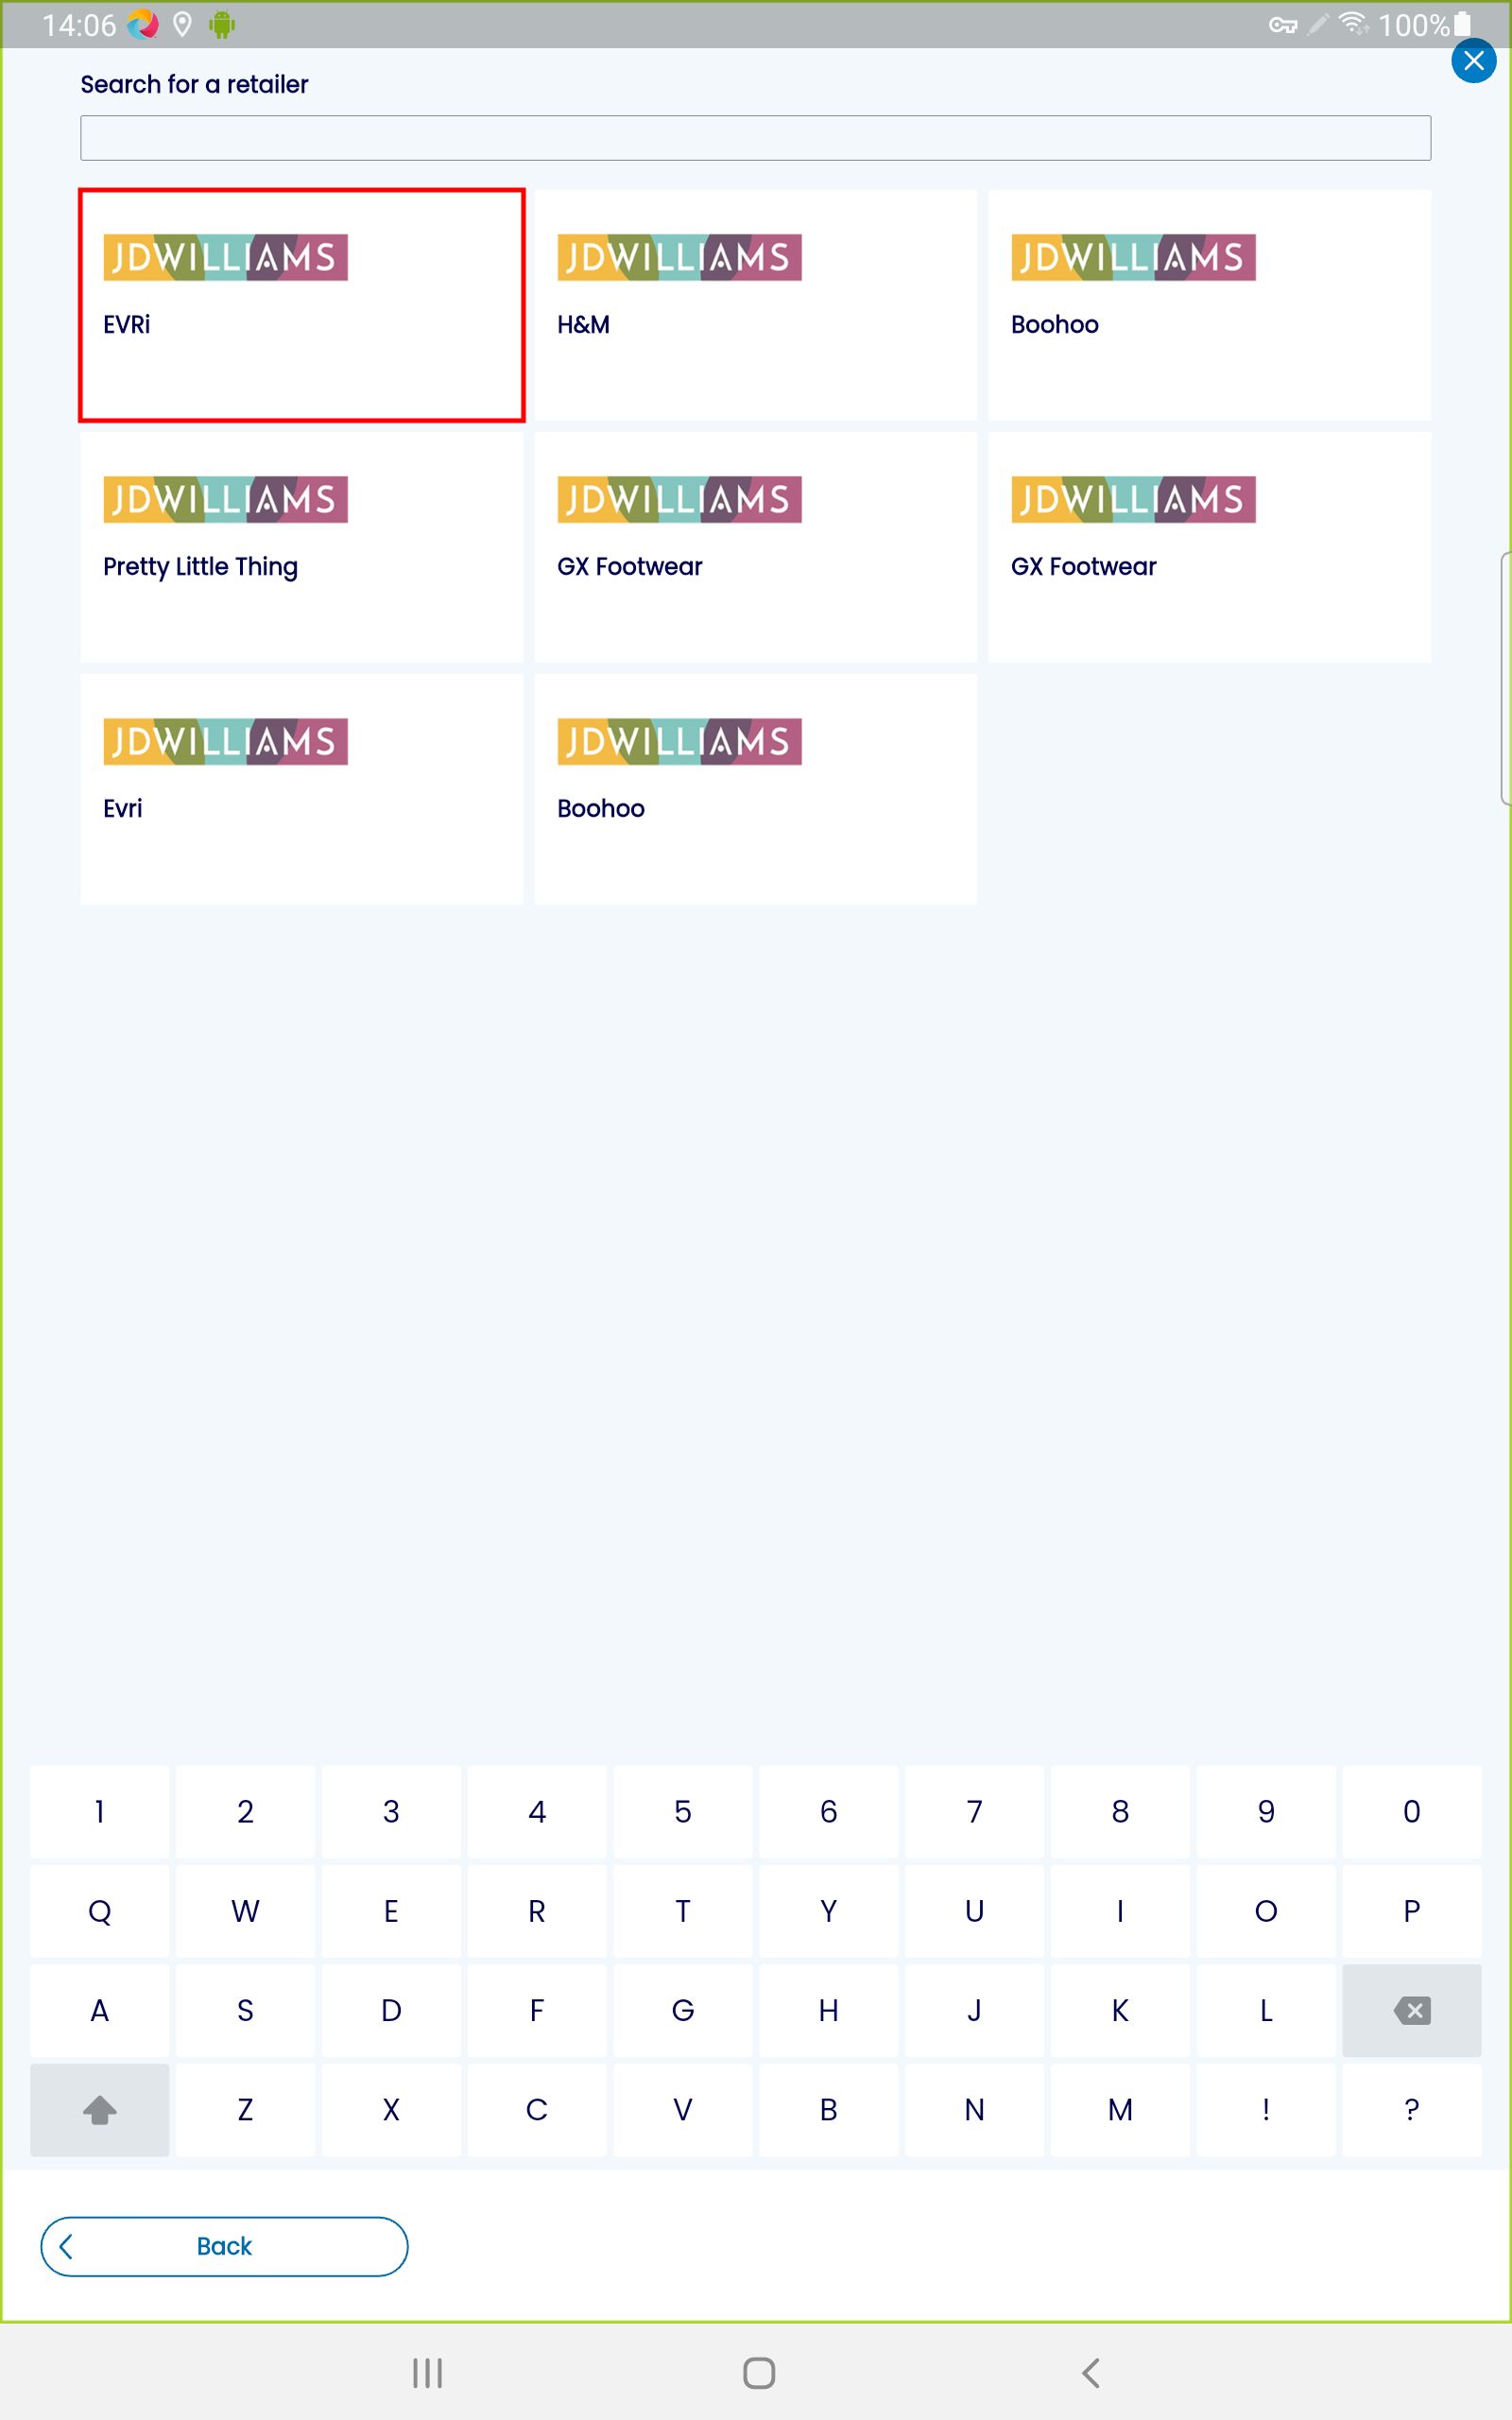 14:06 100%
Search for a retailer
JDWILLIAMS JDWILLIAMS JDWILLIAMS
EVRi H&M Boohoo
JDWILLIAMS JDWILLIAMS JDWILLIAMS
Pretty Little Thing GX Footwear GX Footwear
JDWILLIAMS JDWILLIAMS
Evri Boohoo
1 2 3 4 5 6 7 8 9 0
Q W E R T Y U I O P
A S D F G H J K L
Z X C V B N M ! ?
Back